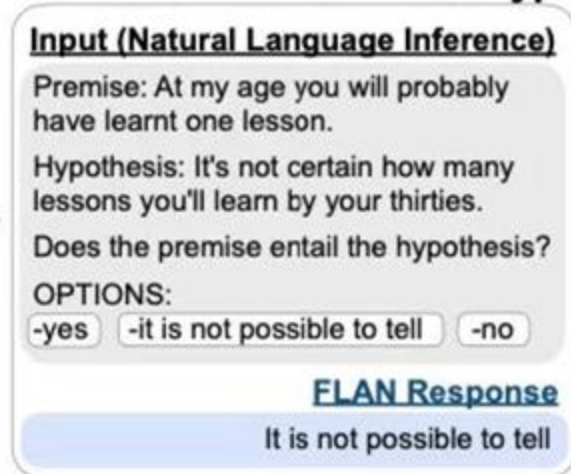 Input (Natural Language Inference)
Premise: At my age you will probably
have learnt one lesson.
Hypothesis: It's not certain how many
lessons you'll learn by your thirties.
Does the premise entail the hypothesis?
OPTIONS:
-yes -it is not possible to tell -no
FLAN Response
It is not possible to tell